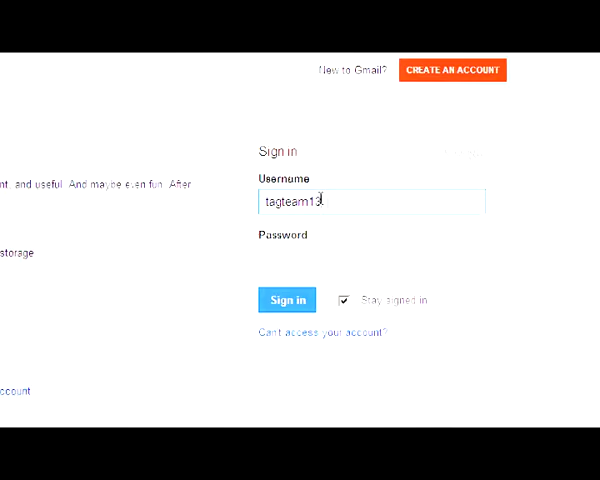 New to Gmail? CREATE AN ACCOUNT
Sign in
Username
nt, and useful. And maybe even fun. After
tagteam13
Password
storage
Sign in
Stay signed in
Can't access your account?
ccount